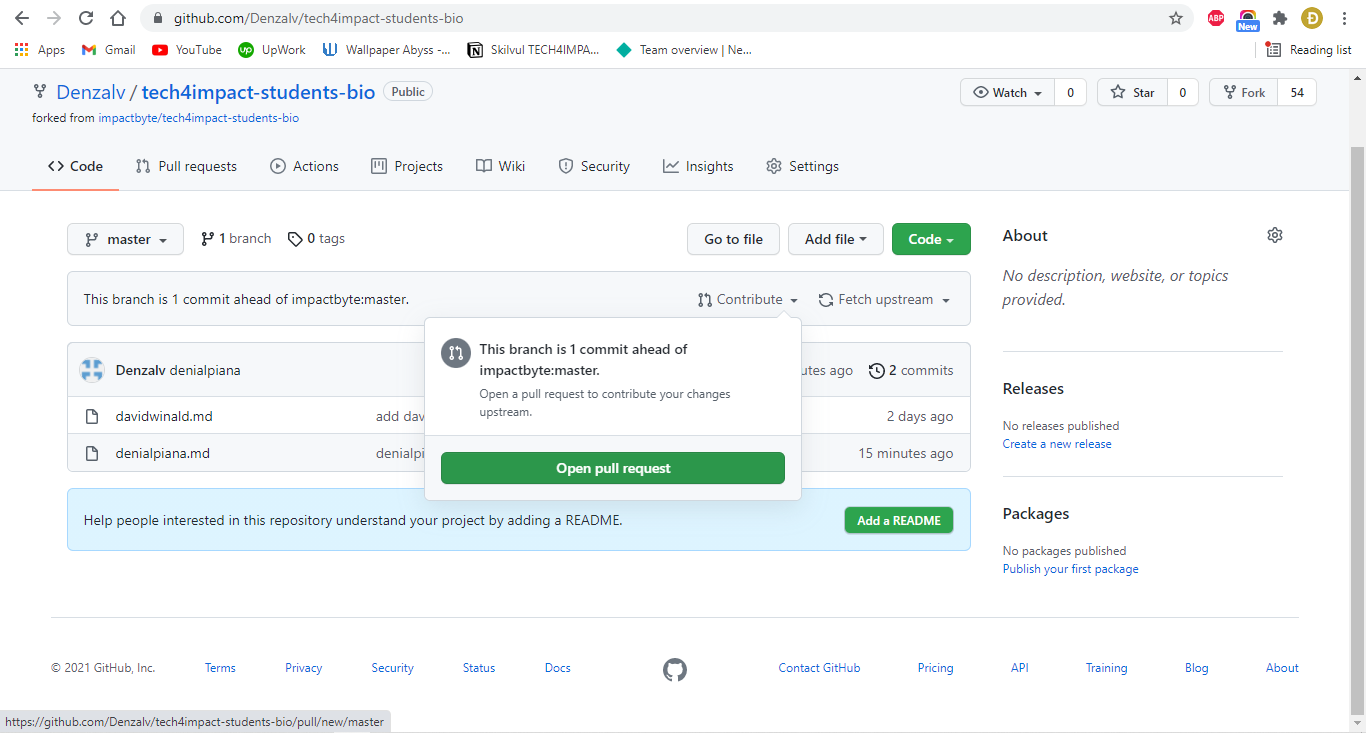 github.com/Denzalv/tech4impact-students-bio
ABP
New
Đ
Apps
Gmail
YouTube
up UpWork
Wallpaper Abyss -...
Skilvul TECH4IMPA...
Team overview | Ne...
Reading list
Denzalv / tech4impact-students-bio Public
Watch 0
Star 0
Fork 54
forked from impactbyte/tech4impact-students-bio
<> Code
Pull requests
Actions
Projects
Wiki
Security
Insights
Settings
master
1 branch
0 tags
Go to file
Add file
Code
About
No description, website, or topics
provided.
This branch is 1 commit ahead of impactbyte:master.
Contribute
Fetch upstream
This branch is 1 commit ahead of
impactbyte:master.
Open a pull request to contribute your changes
upstream.
Open pull request
Denzalv denialpiana
utes ago
2 commits
davidwinald.md
add dav
2 days ago
denialpiana.md
denialpi
15 minutes ago
Help people interested in this repository understand your project by adding a README.
Add a README
Releases
No releases published
Create a new release
Packages
No packages published
Publish your first package
© 2021 GitHub, Inc.
Terms
Privacy
Security
Status
Docs
Contact GitHub
Pricing
API
Training
Blog
About
https://github.com/Denzalv/tech4impact-students-bio/pull/new/master